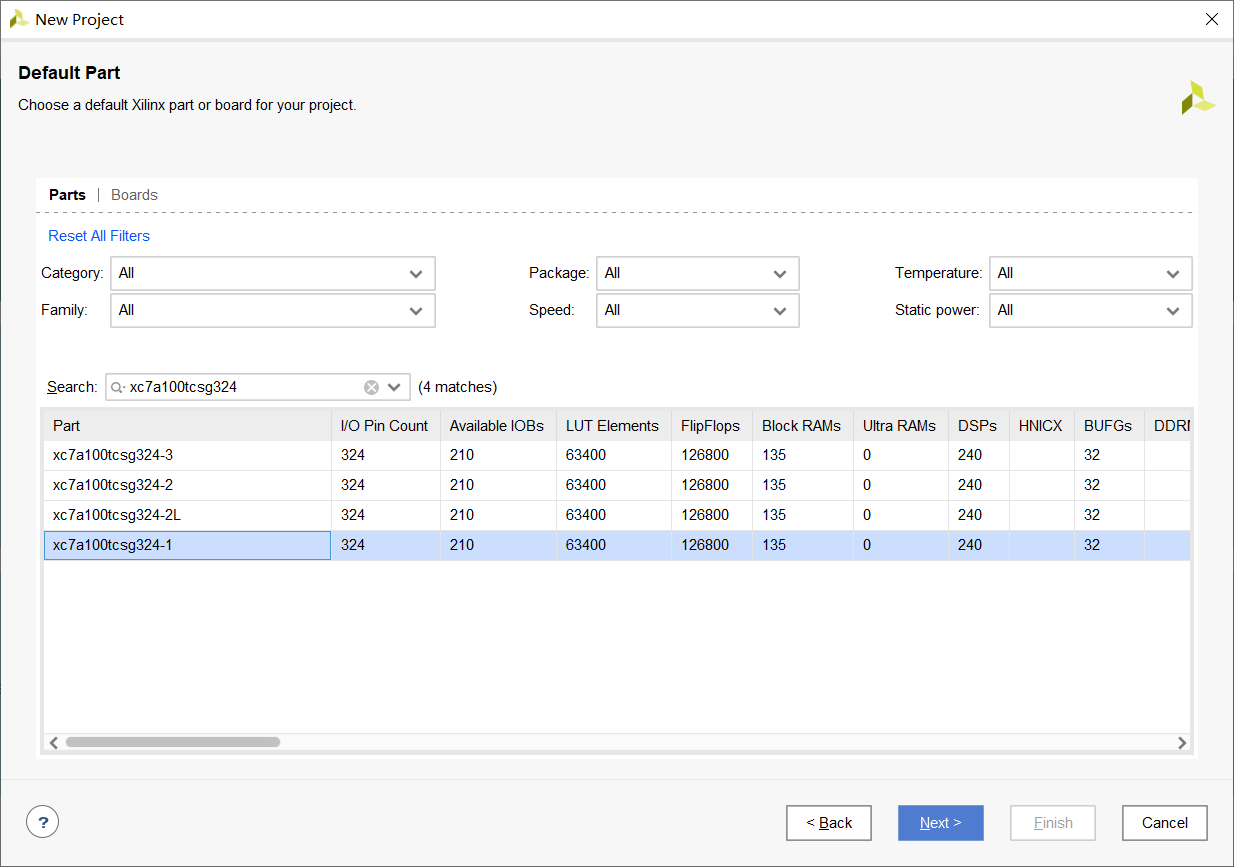 New Project
Default Part
Choose a default Xilinx part or board for your project.
Parts | Boards
Reset All Filters
Category: All Package: All Temperature: All
Family: All Speed: All Static power: All
Search: xc7a100tcsg324 (4 matches)
Part I/O Pin Count Available IOBs LUT Elements FlipFlops Block RAMs Ultra RAMs DSPs HNICX BUFGs
xc7a100tcsg324-3 324 210 63400 126800 135 0 240 32
xc7a100tcsg324-2 324 210 63400 126800 135 0 240 32
xc7a100tcsg324-2L 324 210 63400 126800 135 0 240 32
xc7a100tcsg324-1 324 210 63400 126800 135 0 240 32
? < Back Next > Finish Cancel